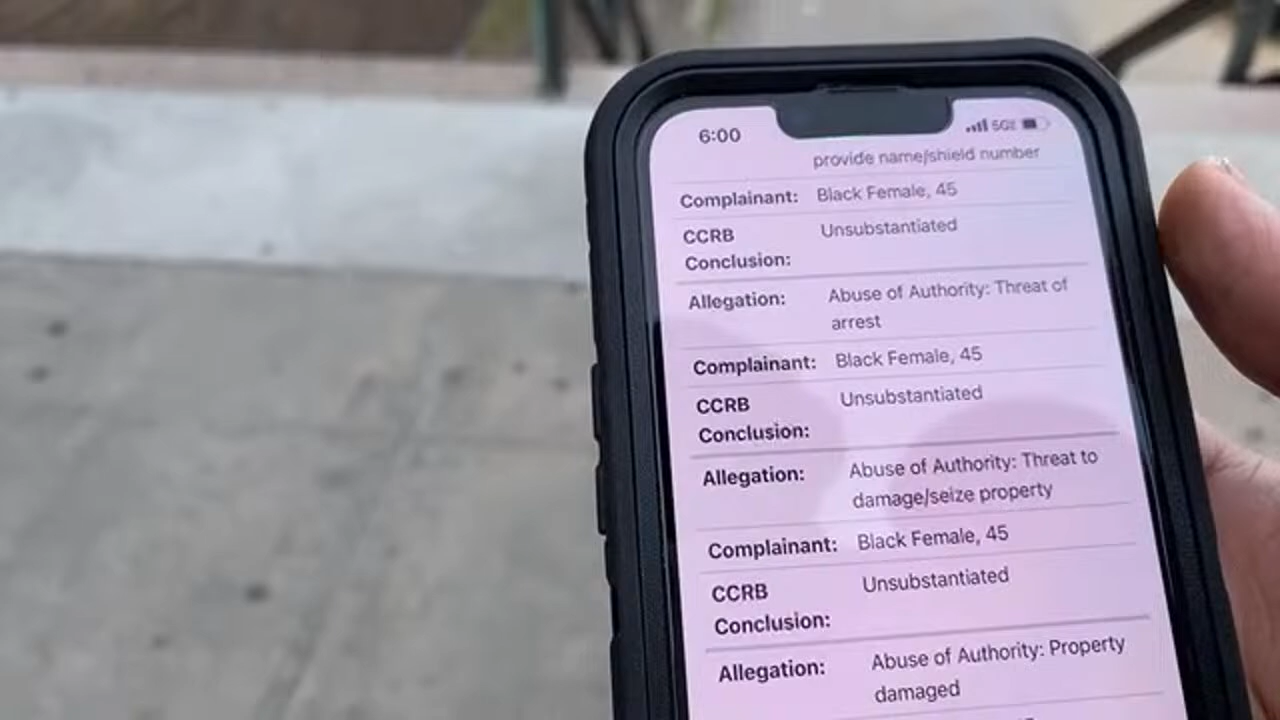 6:00 5GE
provide name/shield number
Complainant: Black Female, 45
CCRB Unsubstantiated
Conclusion:
Allegation: Abuse of Authority: Threat of
arrest
Complainant: Black Female, 45
CCRB Unsubstantiated
Conclusion:
Allegation: Abuse of Authority: Threat to
damage/seize property
Complainant: Black Female, 45
CCRB Unsubstantiated
Conclusion:
Allegation: Abuse of Authority: Property
damaged